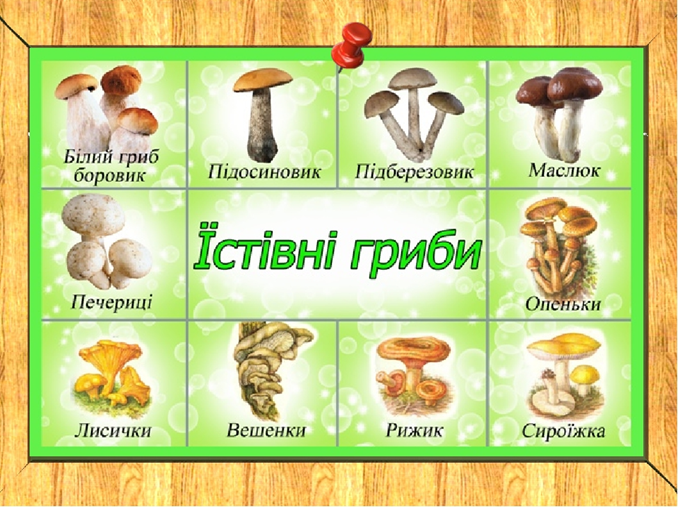 Білий гриб
боровик
Підосиновик
Підберезовик
Маслюк
Печериці
Їстівні гриби
Опеньки
Лисички
Вешенки
Рижик
Сироїжка